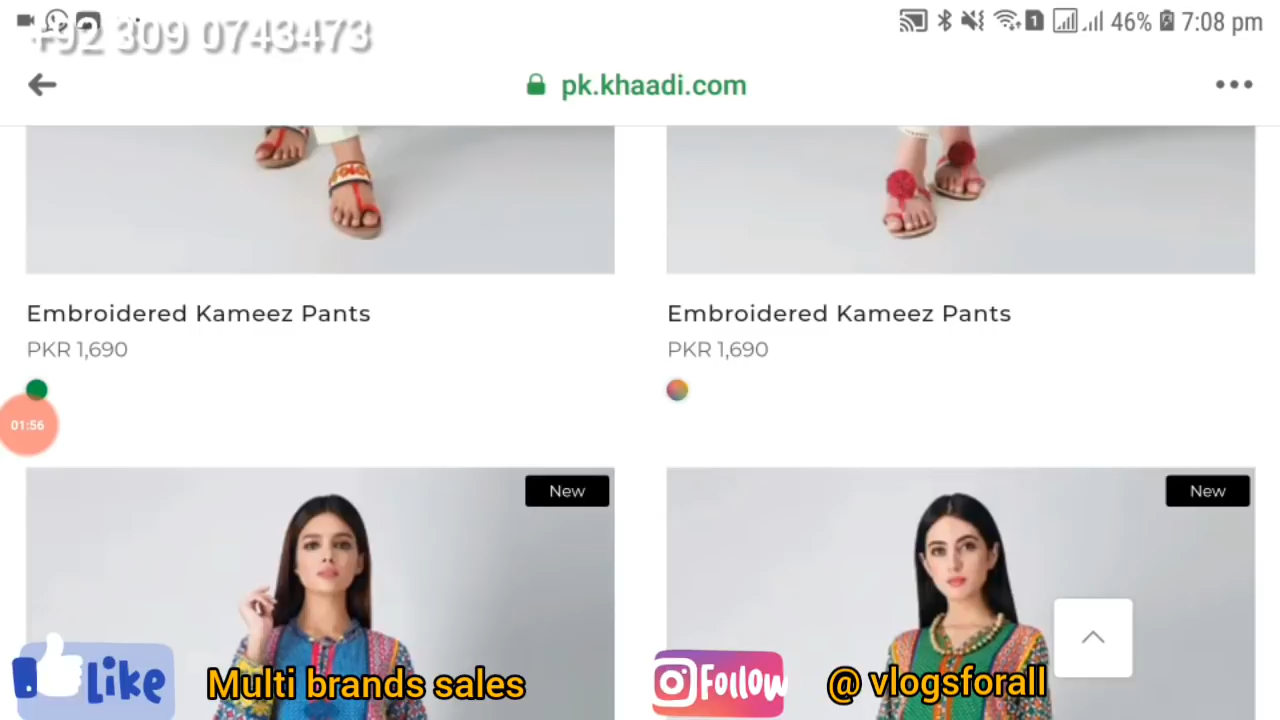 +92 309 0743473
1 46% 7:08 pm
pk.khaadi.com
Embroidered Kameez Pants
PKR 1,690
Embroidered Kameez Pants
PKR 1,690
01:56
New
New
Like
Multi brands sales
Follow
@ vlogsforall